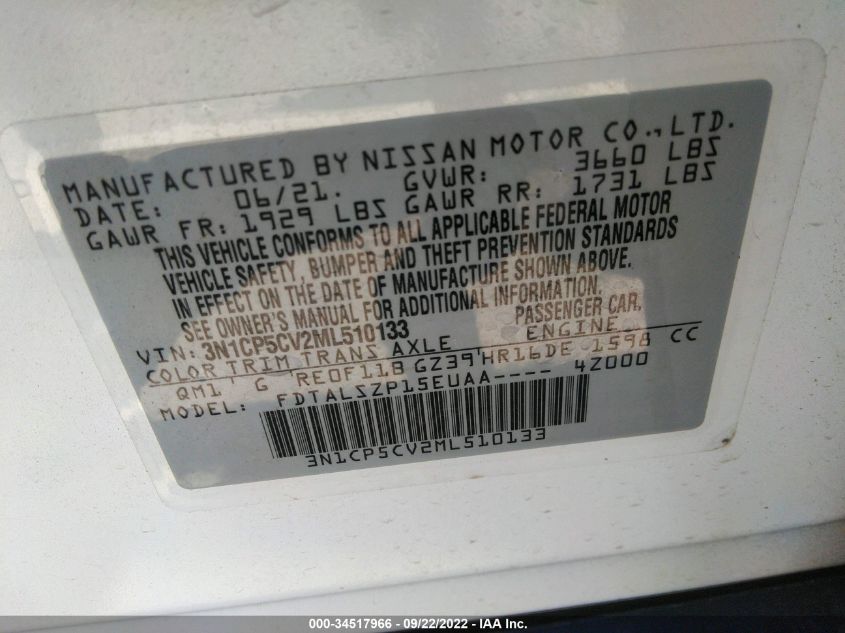 MANUFACTURED BY NISSAN MOTOR CO.,LTD.
DATE: 06/21. GVWR: 3660 LBS
GAWR FR: 1929 LBS GAWR RR: 1731 LBS
THIS VEHICLE CONFORMS TO ALL APPLICABLE FEDERAL MOTOR
VEHICLE SAFETY, BUMPER AND THEFT PREVENTION STANDARDS
IN EFFECT ON THE DATE OF MANUFACTURE SHOWN ABOVE.
SEE OWNER'S MANUAL FOR ADDITIONAL INFORMATION.
VIN: 3N1CP5CV2ML510133 PASSENGER CAR
COLOR TRIM TRANS AXLE ENGINE
QM1 G RE0F11B GZ39 HR16DE 1598 CC
MODEL: FDTALSZP15EUAA---- 4Z000
3N1CP5CV2ML510133
000-34517966 - 09/22/2022 - IAA Inc.